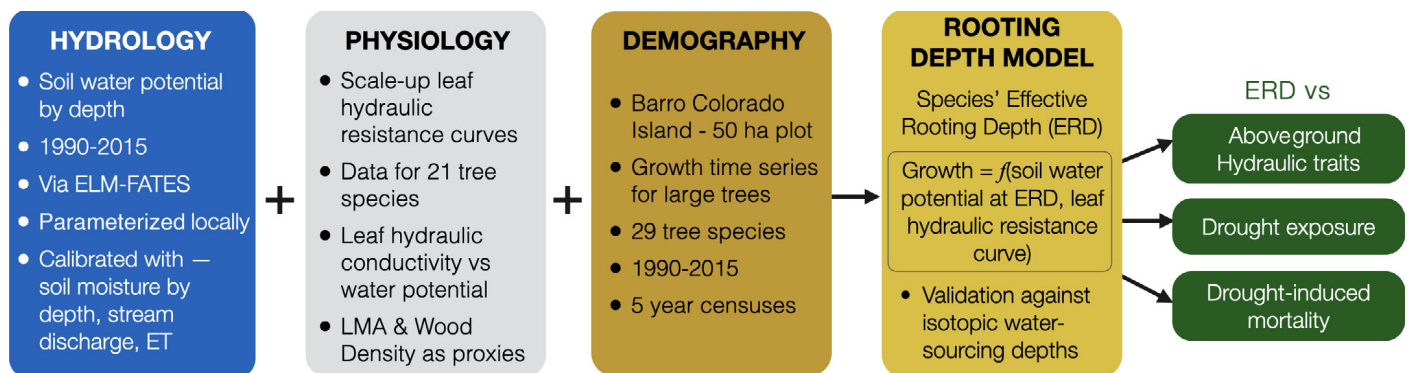 HYDROLOGY
● Soil water potential
by depth
● 1990-2015
● Via ELM-FATES
● Parameterized locally
● Calibrated with —
soil moisture by
depth, stream
discharge, ET
+
PHYSIOLOGY
● Scale-up leaf
hydraulic
resistance curves
● Data for 21 tree
species
● Leaf hydraulic
conductivity vs
water potential
● LMA & Wood
Density as proxies
+
DEMOGRAPHY
● Barro Colorado
Island - 50 ha plot
● Growth time series
for large trees
● 29 tree species
● 1990-2015
● 5 year censuses
ROOTING
DEPTH MODEL
Species’ Effective
Rooting Depth (ERD)
Growth = f(soil water
potential at ERD, leaf
hydraulic resistance
curve)
● Validation against
isotopic water-
sourcing depths
ERD vs
Aboveground
Hydraulic traits
Drought exposure
Drought-induced
mortality